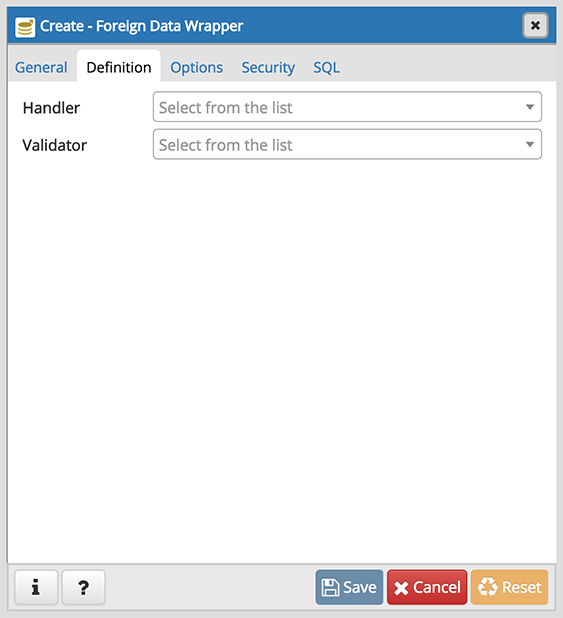 Create - Foreign Data Wrapper
General Definition Options Security SQL
Handler Select from the list
Validator Select from the list
i ? Save Cancel Reset